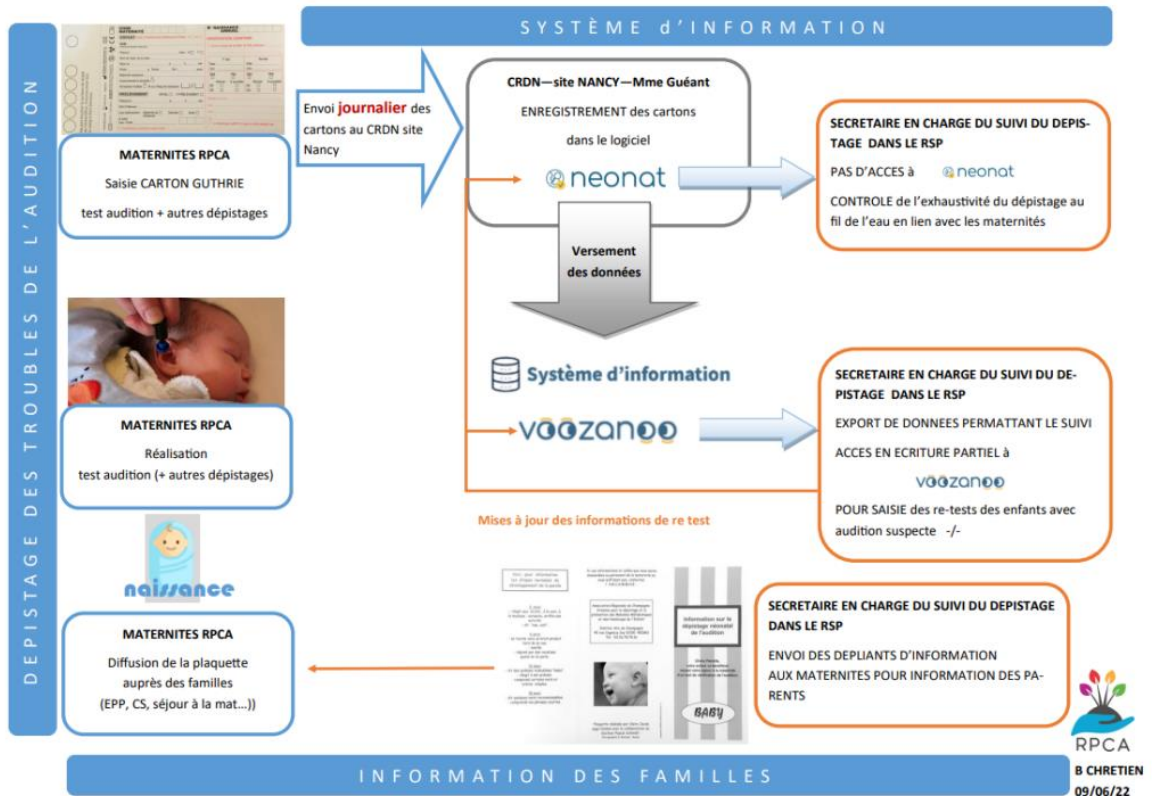 SYSTÈME d'INFORMATION
DEPISTAGE DES TROUBLES DE L'AUDITION
MATERNITES RPCA
Saisie CARTON GUTHRIE
test audition + autres dépistages
Envoi journalier des
cartons au CRDN site
Nancy
CRDN—site NANCY—Mme Guéant
ENREGISTREMENT des cartons
dans le logiciel
neonat
SECRETAIRE EN CHARGE DU SUIVI DU DEPIS-
TAGE DANS LE RSP
PAS D'ACCES à neonat
CONTROLE de l'exhaustivité du dépistage au
fil de l'eau en lien avec les maternités
Versement
des données
MATERNITES RPCA
Réalisation
test audition (+ autres dépistages)
Système d'information
voozanoo
SECRETAIRE EN CHARGE DU SUIVI DU DE-
PISTAGE DANS LE RSP
EXPORT DE DONNEES PERMATTANT LE SUIVI
ACCES EN ECRITURE PARTIEL à
voozanoo
POUR SAISIE des re-tests des enfants avec
audition suspecte -/-
Mises à jour des informations de re test
naissance
MATERNITES RPCA
Diffusion de la plaquette
auprès des familles
(EPP, CS, séjour à la mat...))
Information sur le
dépistage néonatal
de l'audition
BABY
SECRETAIRE EN CHARGE DU SUIVI DU DEPISTAGE
DANS LE RSP
ENVOI DES DEPLIANTS D'INFORMATION
AUX MATERNITES POUR INFORMATION DES PA-
RENTS
RPCA
B CHRETIEN
09/06/22
INFORMATION DES FAMILLES